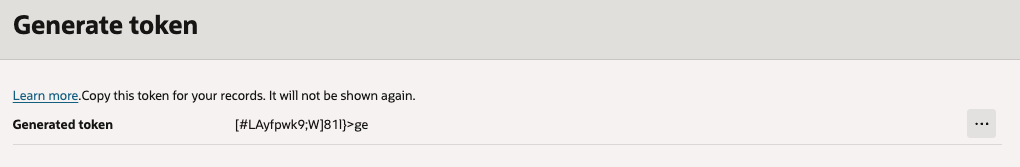 Generate token
Learn more.Copy this token for your records. It will not be shown again.
Generated token [#LAyfpwk9;W]81l}>ge